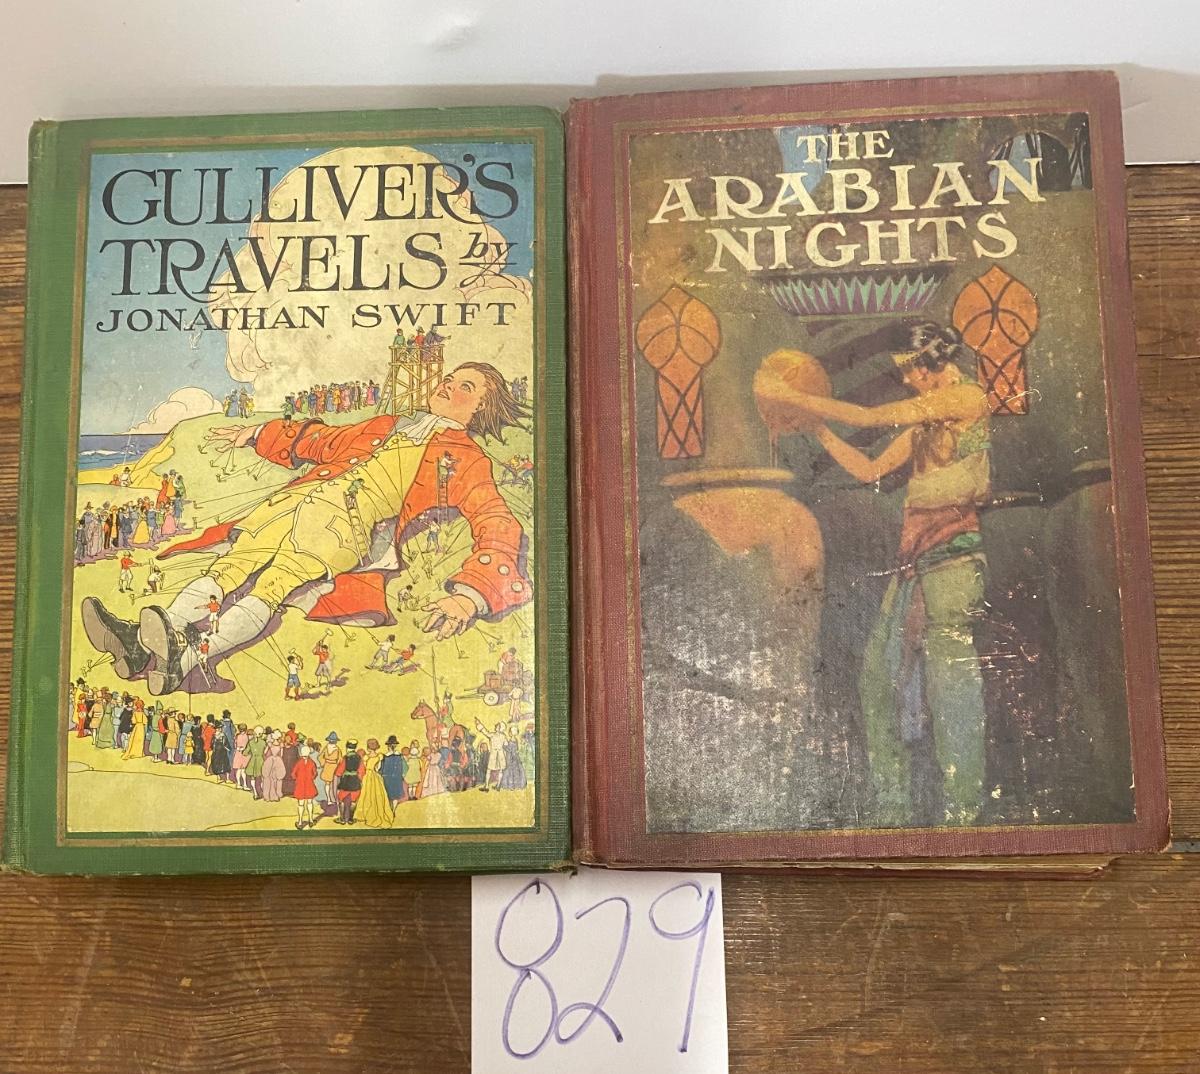 GULLIVER'S
TRAVELS by
JONATHAN SWIFT
THE
ARABIAN
NIGHTS
829